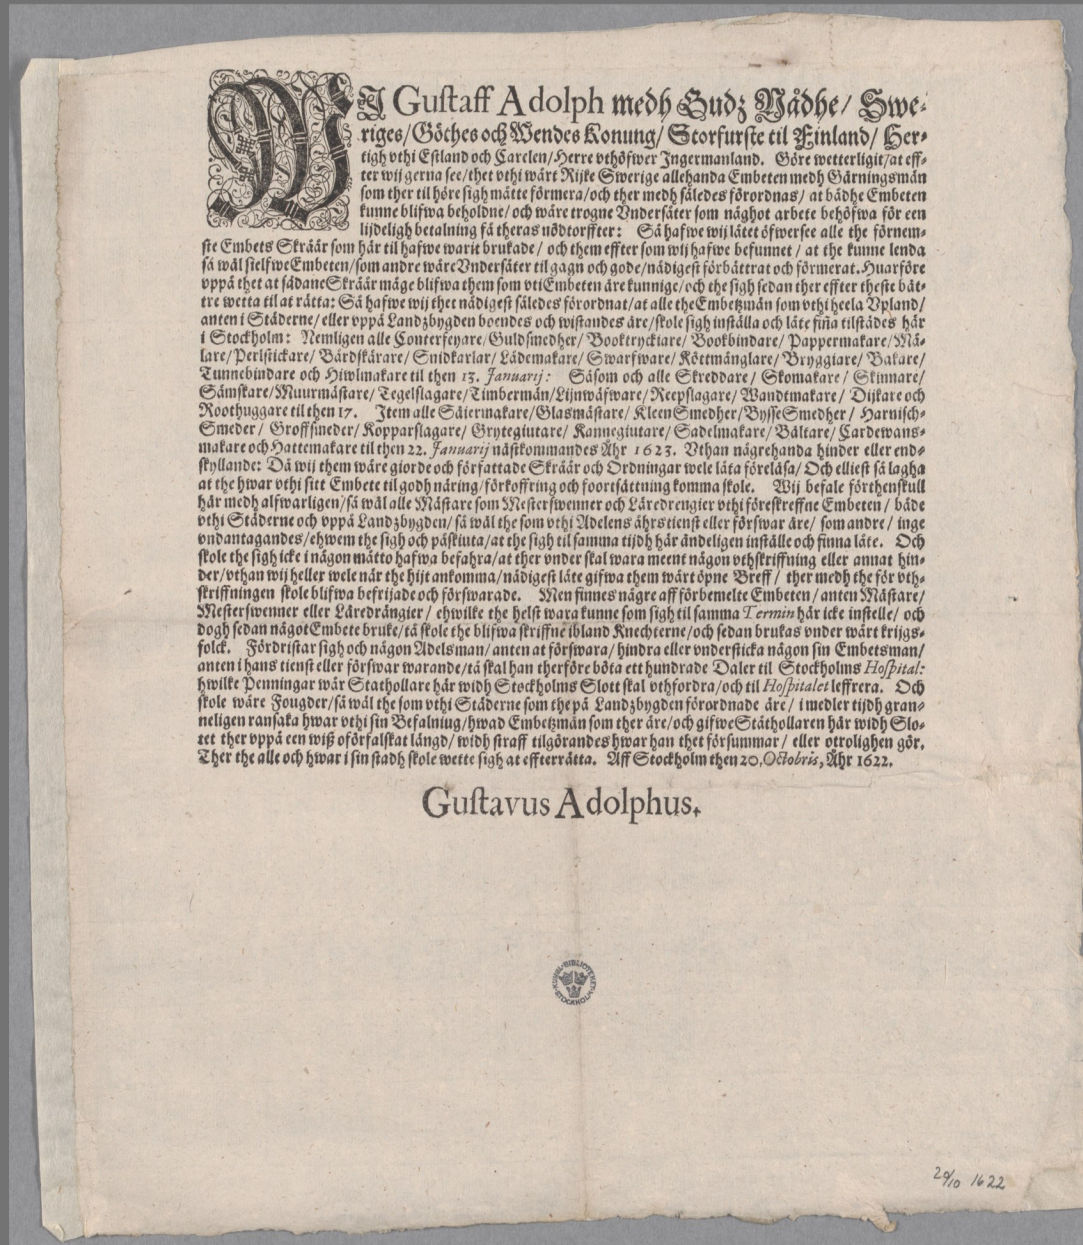 WJ Gustaff Adolph medh Gudz Nådhe/ Swe-
riges/Göthes och Wendes Konung/ Storfurste til Finland/ Her-
tigh vthi Estland och Carelen/Herre vthöfwer Jngermanland. Göre wetterligit/at eff-
ter wij gerna see/thet vthi wårt Rijke Swerige allehanda Embeten medh Gärningsmän
som ther til höre sigh måtte förmera/och ther medh således förordnas/ at bådhe Embeten
kunne blifwa beholdne/och wåre trogne Vndersåter som någhot arbete behöfwa för een
lijdeligh betalning få theras nödtorffter: Så hafwe wij låtet öfwersee alle the förnem-
ste Embets Skråår som här til hafwe warit brukade/ och them effter som wij hafwe befunnet/ at the kunne lenda
så wäl sielfwe Embeten/som andre wåre Vndersåter til gagn och gode/nådigest förbättrat och förmerat. Huarföre
vppå thet at sådane Skråår måge blifwa them som vti Embeten äre kunnige/och the sigh sedan ther effter theste bät-
tre wetta til at rätta: Så hafwe wij thet nådigest således förordnat/at alle the Embetzmän som vthi heela Vpland/
anten i Städerne/ eller vppå Landzbygden boendes och wistandes äre/skole sigh inställa och låte fiña tilstädes här
i Stockholm: Nemligen alle Conterfeyare/Guldsmedher/Booktryckiare/Bookbindare/Pappermakare/Må-
lare/Perlstickare/Bårdskärare/Snidkarlar/Lådemakare/Swarfware/Köttmånglare/Bryggiare/Bakare/
Tunnebindare och Hiwlmakare til then 13. Januarij: Såsom och alle Skreddare/ Skomakare/ Skinnare/
Sämskare/Muurmästare/Tegelslagare/Timbermän/Lijnwäfware/Reepslagare/Wandtmakare/ Dijkare och
Roothuggare til then 17. Jtem alle Säiermakare/Glasmästare/ Kleen Smedher/Bysse Smedher/ Harnisch-
Smeder/ Groffsmeder/Kopparslagare/ Grytegiutare/Kannegiutare/Sadelmakare/Bältare/Cardewans-
makare och Hattemakare til then 22. Januarij nästkommandes Åhr 1623. Vthan någrehanda hinder eller end-
skyllande: Då wij them wåre giorde och författade Skråår och Ordningar wele låta föreläsa/ Och elliest så lagha
at the hwar vthi sitt Embete til godh näring/förkoffring och foortsättning komma skole. Wij befale förthenskull
här medh alfwarligen/så wäl alle Mästare som Mesterswenner och Läredrengier vthi föreskreffne Embeten/ både
vthi Städerne och vppå Landzbygden/så wäl the som vthi Adelens åhrstienst eller förswar äre/ som andre/ inge
vndantagandes/ehwem the sigh och påskiuta/at the sigh til samma tijdh här ändeligen inställe och finna låte. Och
skole the sigh icke i någon måtto hafwa befahra/at ther vnder skal wara meent någon vthskriffning eller annat hin-
der/vthan wij heller wele när the hijt ankomma/nådigest låte gifwa them wårt öpne Breff/ ther medh the för vth-
skriffningen skole blifwa befrijade och förswarade. Men finnes någre aff förbemelte Embeten/ anten Mästare/
Mesterswenner eller Läredrängier/ ehwilke the helst wara kunne som sigh til samma Termin här icke instelle/ och
dogh sedan något Embete bruke/tå skole the blifwa skriffne ibland Knechterne/och sedan brukas vnder wårt krijgs-
folck. Fördristar sigh och någon Adelsman/anten at förswara/ hindra eller vndersticka någon sin Embetsman/
anten i hans tienst eller förswar warande/tå skal han therföre böta ett hundrade Daler til Stockholms Hospital:
hwilke Penningar wår Stathollare här widh Stockholms Slott skal vthfordra/och til Hospitalet leffrera. Och
skole wåre Fougder/så wäl the som vthi Städerne som the på Landzbygden förordnade äre/ i medler tijdh gran-
neligen ransaka hwar vthi sin Befalniug/hwad Embetzmän som ther äre/och gifwe Ståthollaren här widh Slo-
tet ther vppå een wiß oförfalskat längd/ widh straff tilgörandes hwar han thet försummar/ eller otrolighen gör.
Ther the alle och hwar i sin stadh skole wette sigh at effterrätta. Aff Stockholm then 20. Octobris, Åhr 1622.
Gustavus Adolphus.
KUNGL. BIBLIOTEKET
STOCKHOLM
20/10 1622